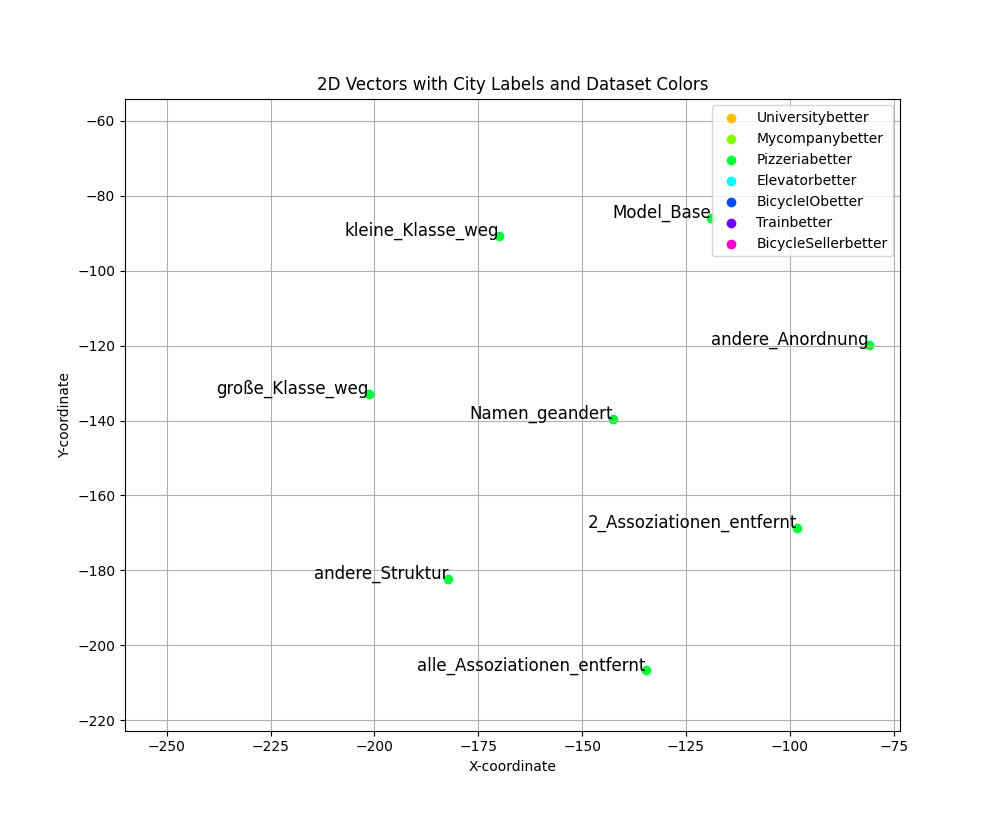 2D Vectors with City Labels and Dataset Colors
Universitybetter
Mycompanybetter
Pizzeriabetter
Elevatorbetter
BicycleIObetter
Trainbetter
BicycleSellerbetter
Model_Base
kleine_Klasse_weg
andere_Anordnung
große_Klasse_weg
Namen_geandert
2_Assoziationen_entfernt
andere_Struktur
alle_Assoziationen_entfernt
Y-coordinate
−60
−80
−100
−120
−140
−160
−180
−200
−220
−250 −225 −200 −175 −150 −125 −100 −75
X-coordinate